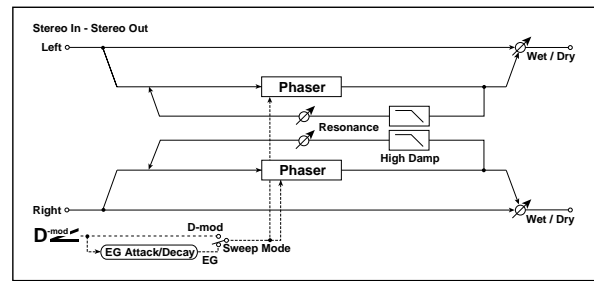 Stereo In - Stereo Out
Left
Wet / Dry
Phaser
Resonance
High Damp
Phaser
Right
Wet / Dry
D-mod
D-mod
EG Attack/Decay
EG
Sweep Mode